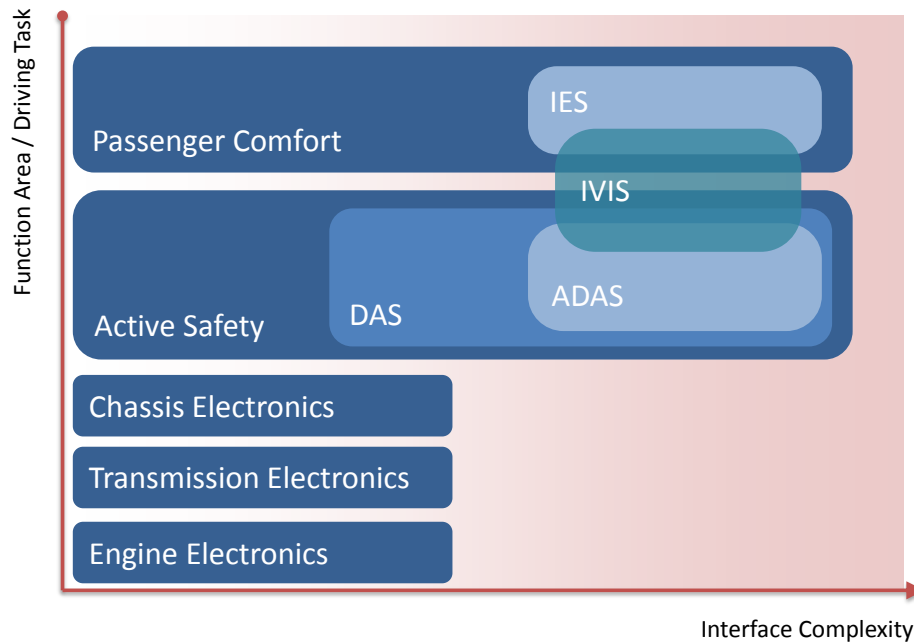 Function Area / Driving Task
IES
Passenger Comfort
IVIS
ADAS
DAS
Active Safety
Chassis Electronics
Transmission Electronics
Engine Electronics
Interface Complexity